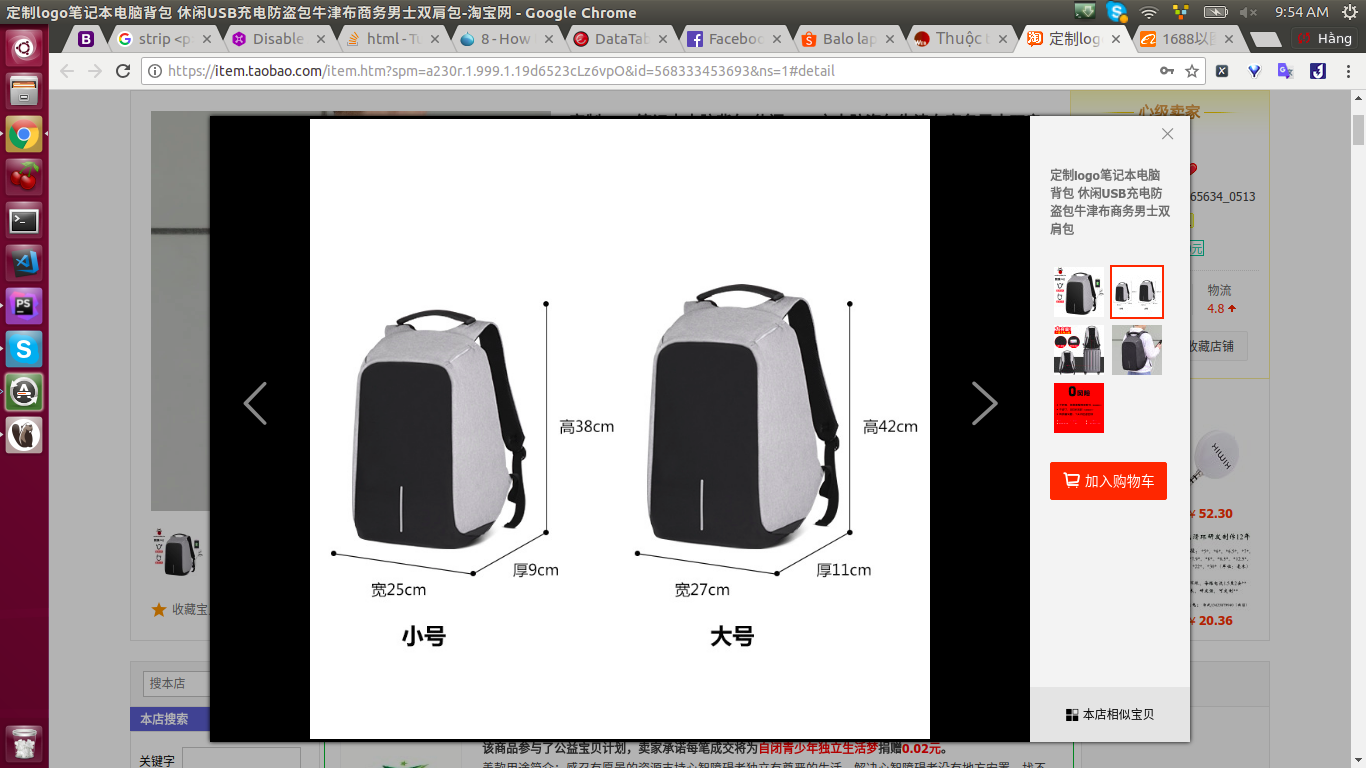 定制logo笔记本电脑背包 休闲USB充电防盗包牛津布商务男士双肩包-淘宝网 - Google Chrome
9:54 AM
strip <p
Disable
html - Tu
8 - How
DataTab
Faceboo
Balo lap
Thuộc t
定制log
1688以图
Hằng
https://item.taobao.com/item.htm?spm=a230r.1.999.1.19d6523cLz6vpO&id=568333453693&ns=1#detail
心级卖家
65634_0513
元
物流
4.8
收藏店铺
定制logo笔记本电脑
背包 休闲USB充电防
盗包牛津布商务男士双
肩包
高38cm
高42cm
厚9cm
厚11cm
宽25cm
宽27cm
小号
大号
加入购物车
HIWIN
¥ 52.30
¥ 20.36
收藏宝
搜本店
本店搜索
关键字
本店相似宝贝
该商品参与了公益宝贝计划，卖家承诺每笔成交将为自闭青少年独立生活梦捐赠0.02元。